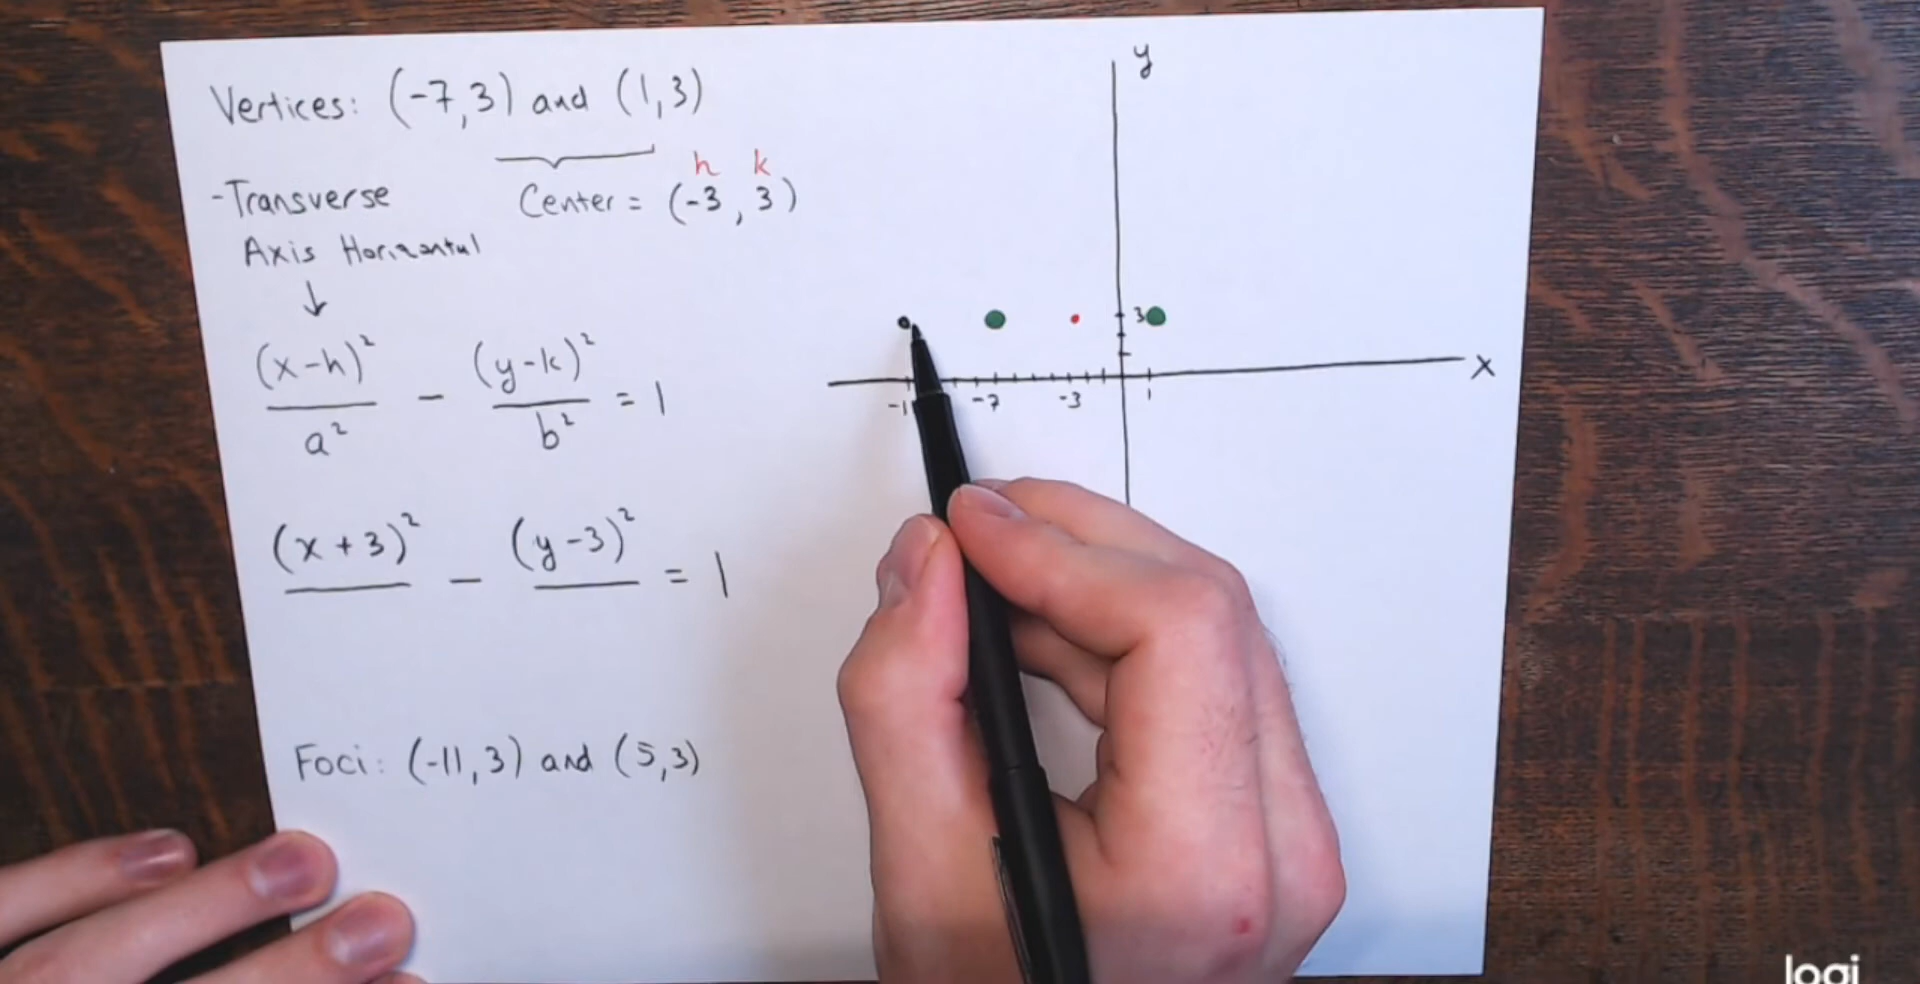 Vertices: (-7,3) and (1,3)
h k
-Transverse
Axis Horizontal
Center = (-3, 3)
(x-h)² / a² - (y-k)² / b² = 1
(x+3)² - (y-3)² = 1
Foci: (-11,3) and (5,3)
y
3
x
-7 -3 1
logi